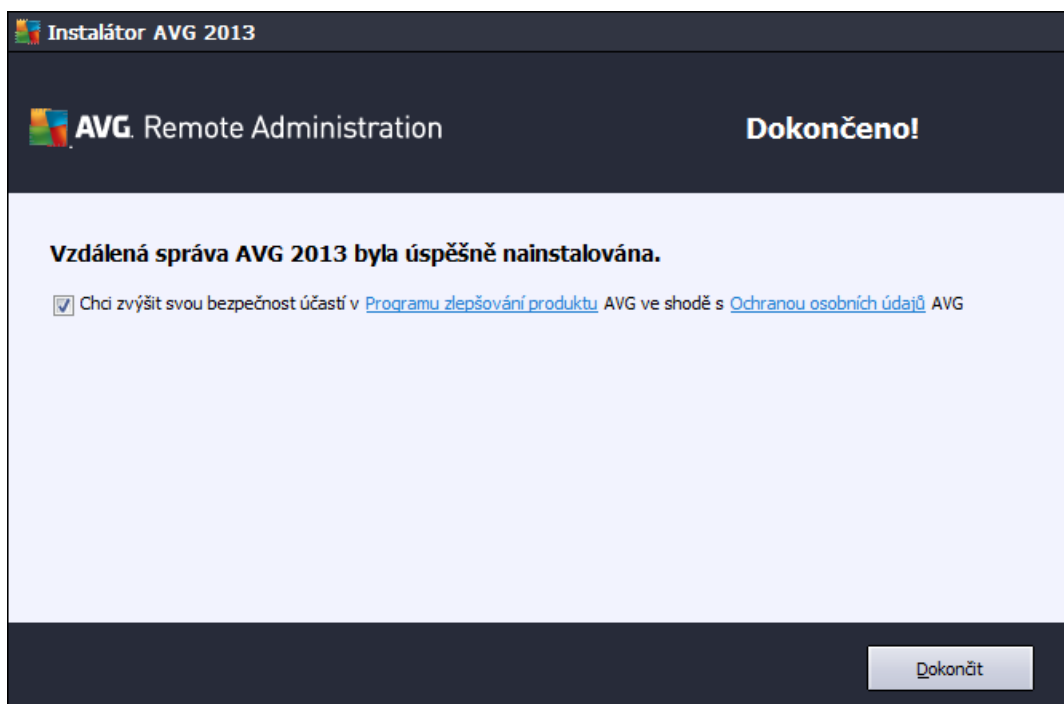 Instalátor AVG 2013
AVG. Remote Administration
Dokončeno!
Vzdálená správa AVG 2013 byla úspěšně nainstalována.
Chci zvýšit svou bezpečnost účastí v Programu zlepšování produktu AVG ve shodě s Ochranou osobních údajů AVG
Dokončit